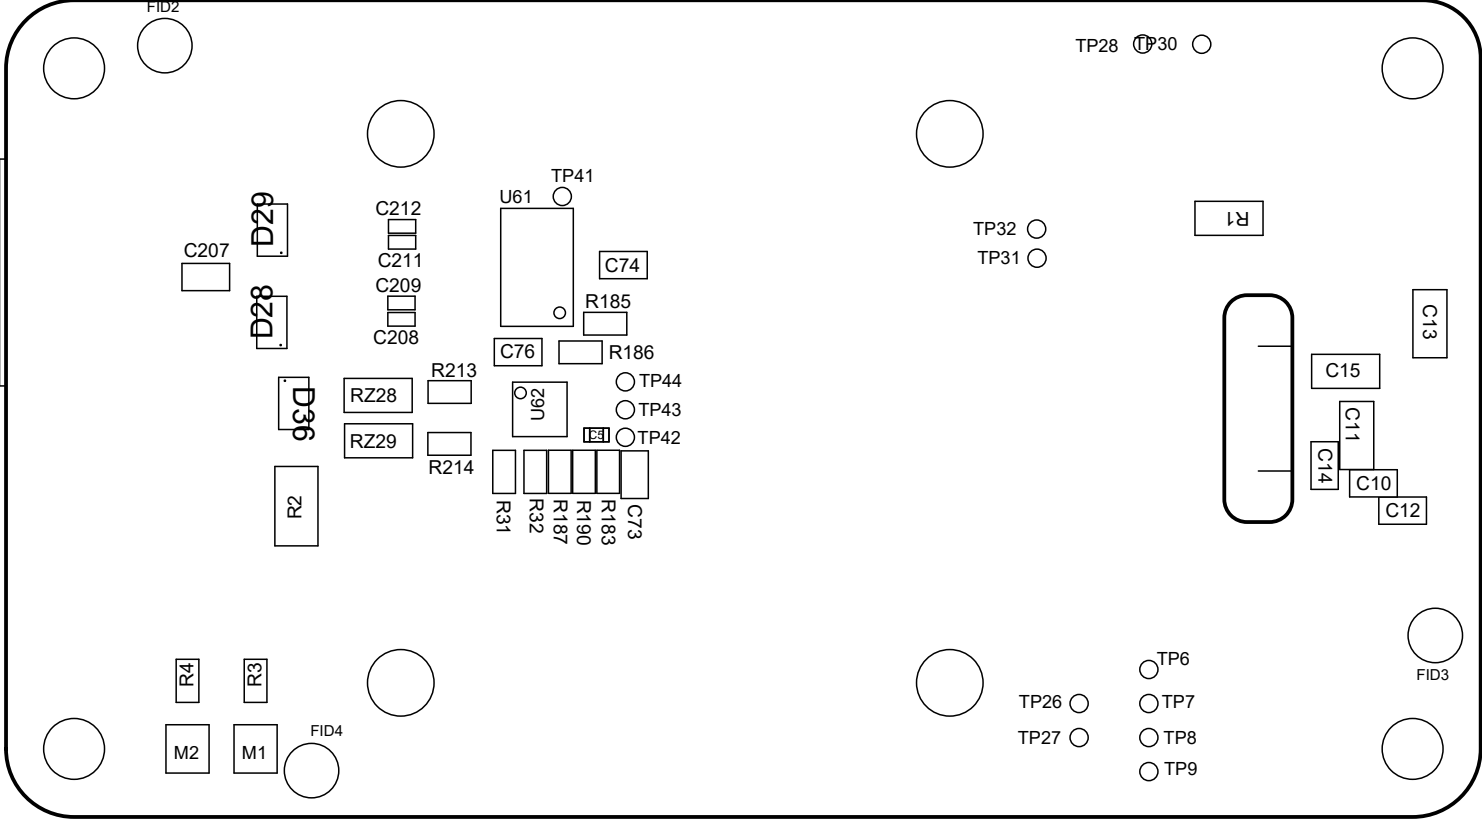 FID2
TP28
TP30
TP41
U61
D29
C212
R1
TP32
C207
C211
TP31
C74
C209
D28
R185
C13
C208
C76
R186
R213
C15
TP44
RZ28
U62
D36
TP43
C11
C5
TP42
RZ29
R214
C14
C10
R2
C12
R31
R32
R187
R190
R183
C73
TP6
R4
R3
FID3
TP26
TP7
FID4
TP27
TP8
M2
M1
TP9